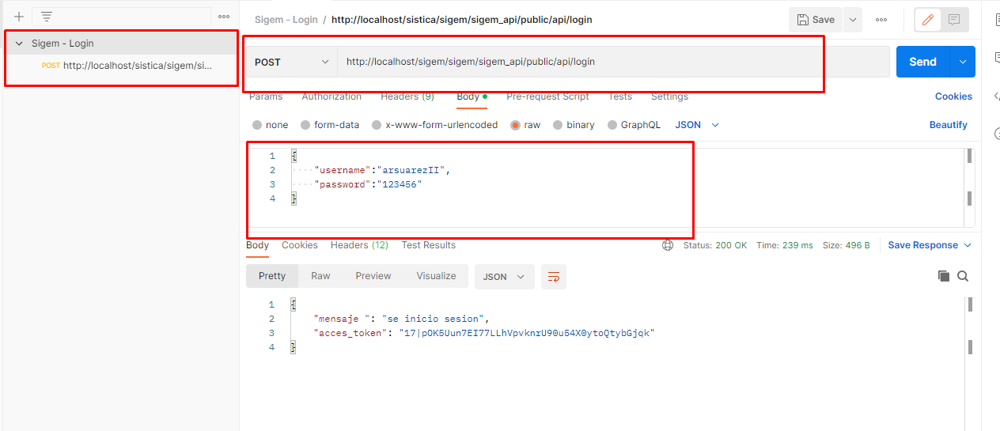 Sigem - Login / http://localhost/sistica/sigem/sigem_api/public/api/login
Save
Sigem - Login
POST http://localhost/sistica/sigem/si...
POST http://localhost/sigem/sigem/sigem_api/public/api/login
Send
Params Authorization Headers (9) Body Pre-request Script Tests Settings
Cookies
none form-data x-www-form-urlencoded raw binary GraphQL JSON
Beautify
1 {
2 "username":"arsuarezII",
3 "password":"123456"
4 }
Body Cookies Headers (12) Test Results
Status: 200 OK Time: 239 ms Size: 496 B Save Response
Pretty Raw Preview Visualize JSON
1 {
2 "mensaje ": "se inicio sesion",
3 "acces_token": "17|pOK5Uun7EI77LLhVpvknrU90u54X0ytoQtybGjqk"
4 }